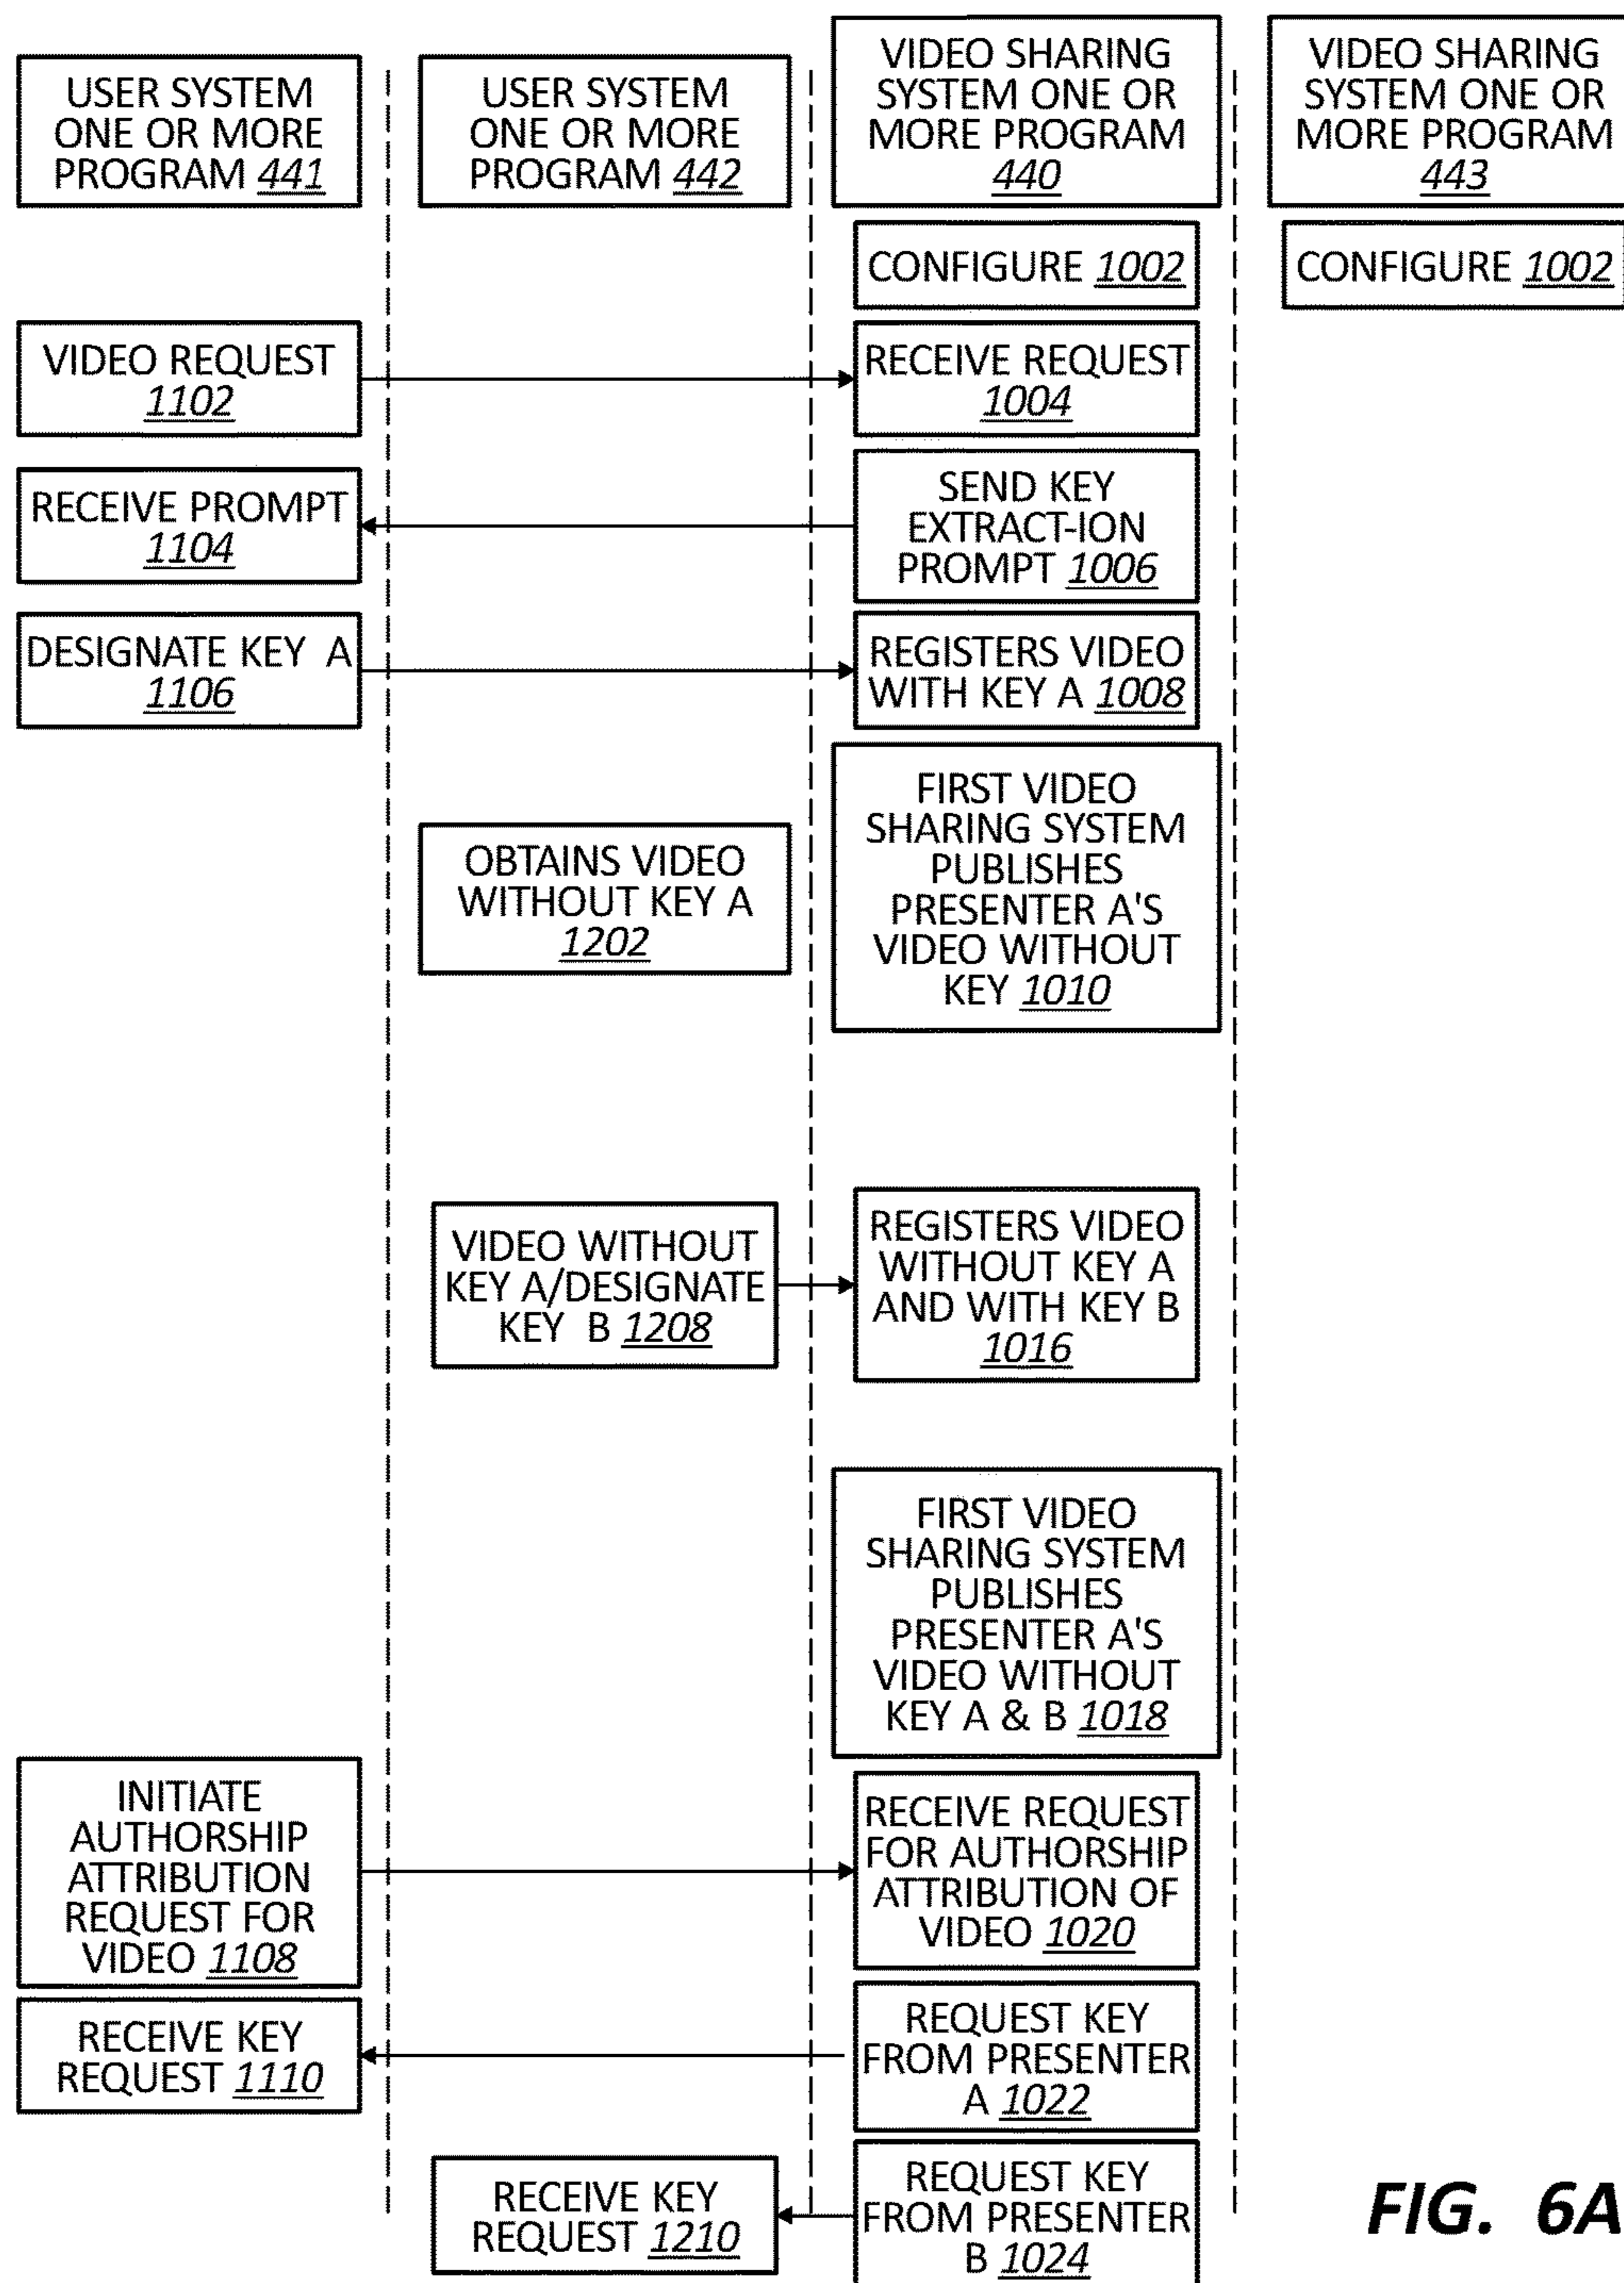 USER SYSTEM
ONE OR MORE
PROGRAM 441
USER SYSTEM
ONE OR MORE
PROGRAM 442
VIDEO SHARING
SYSTEM ONE OR
MORE PROGRAM
440
VIDEO SHARING
SYSTEM ONE OR
MORE PROGRAM
443
CONFIGURE 1002
CONFIGURE 1002
VIDEO REQUEST
1102
RECEIVE REQUEST
1004
RECEIVE PROMPT
1104
SEND KEY
EXTRACT-ION
PROMPT 1006
DESIGNATE KEY A
1106
REGISTERS VIDEO
WITH KEY A 1008
OBTAINS VIDEO
WITHOUT KEY A
1202
FIRST VIDEO
SHARING SYSTEM
PUBLISHES
PRESENTER A'S
VIDEO WITHOUT
KEY 1010
VIDEO WITHOUT
KEY A/DESIGNATE
KEY B 1208
REGISTERS VIDEO
WITHOUT KEY A
AND WITH KEY B
1016
FIRST VIDEO
SHARING SYSTEM
PUBLISHES
PRESENTER A'S
VIDEO WITHOUT
KEY A & B 1018
INITIATE
AUTHORSHIP
ATTRIBUTION
REQUEST FOR
VIDEO 1108
RECEIVE REQUEST
FOR AUTHORSHIP
ATTRIBUTION OF
VIDEO 1020
RECEIVE KEY
REQUEST 1110
REQUEST KEY
FROM PRESENTER
A 1022
RECEIVE KEY
REQUEST 1210
REQUEST KEY
FROM PRESENTER
B 1024
FIG. 6A